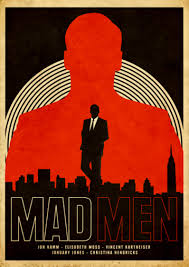 MAD MEN
JON HAMM - ELISABETH MOSS - VINCENT KARTHEISER
JANUARY JONES - CHRISTINA HENDRICKS